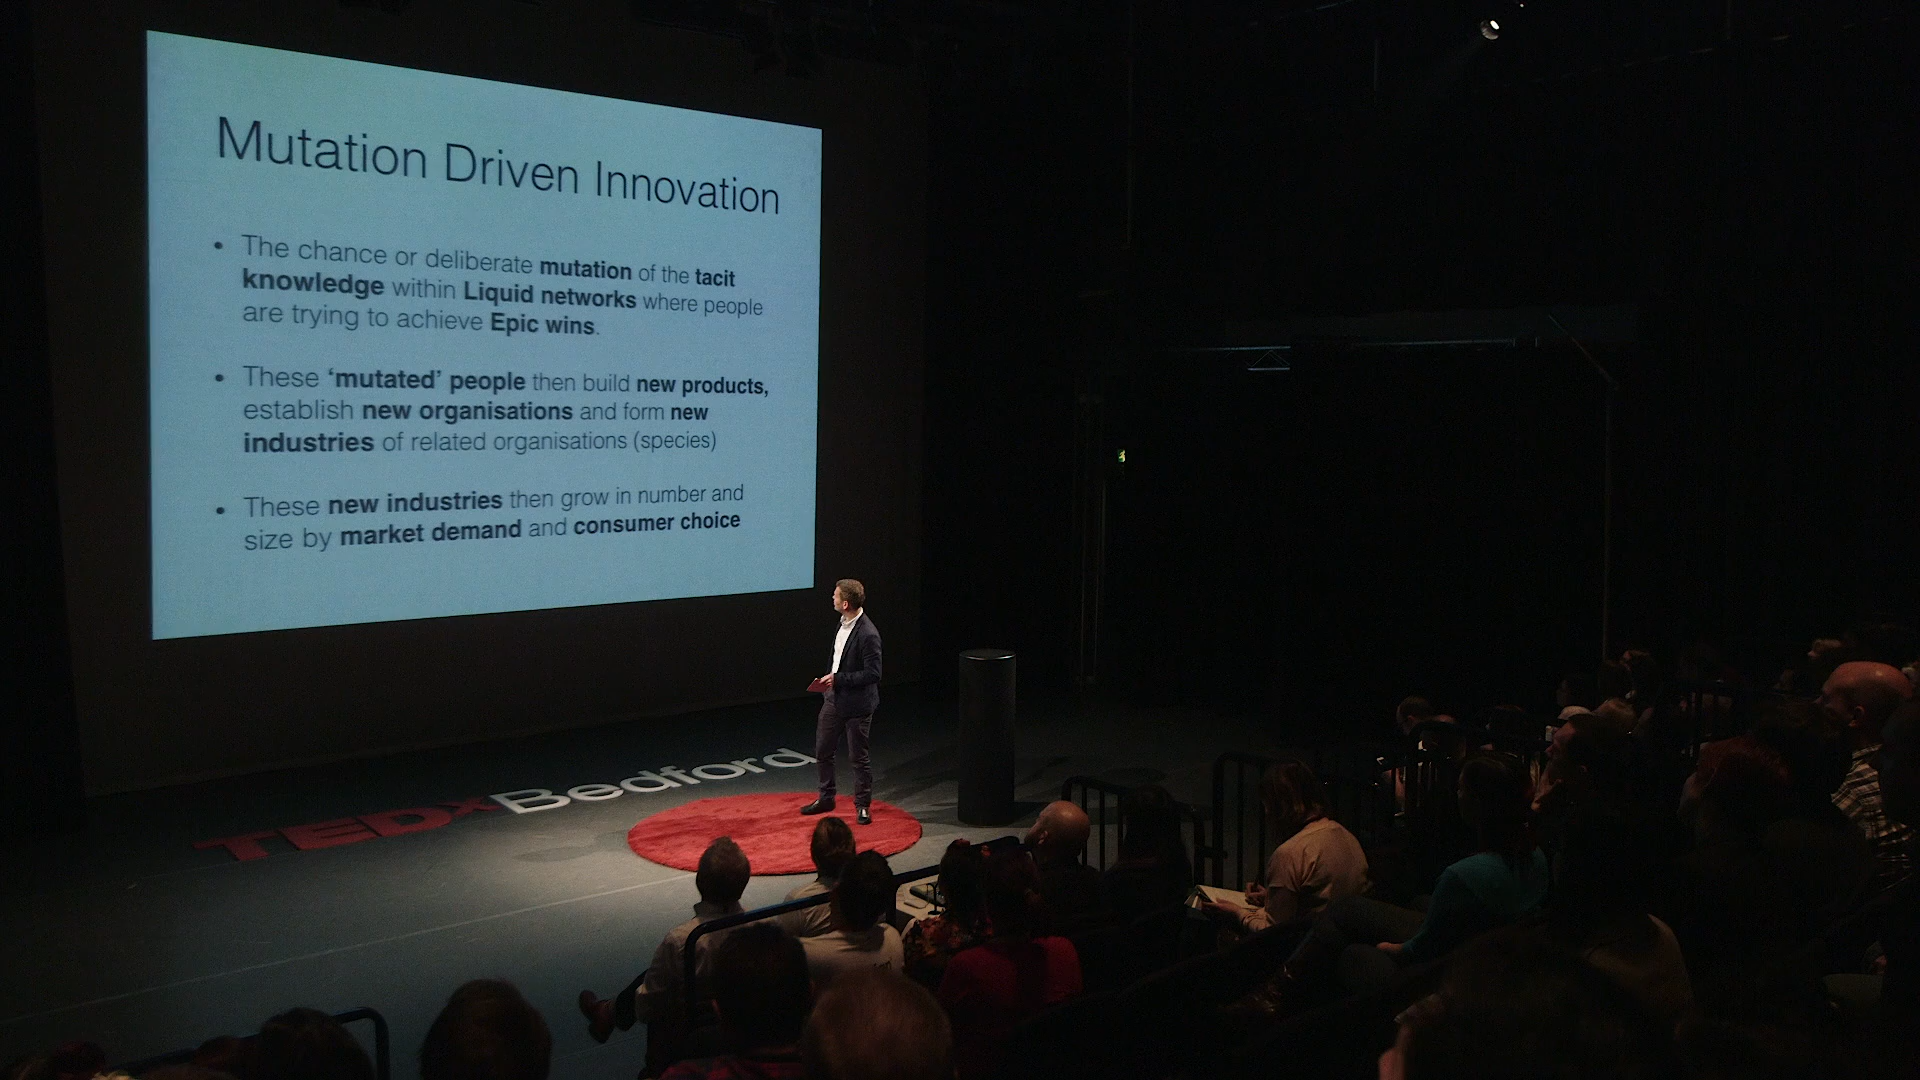 Mutation Driven Innovation
• The chance or deliberate mutation of the tacit
knowledge within Liquid networks where people
are trying to achieve Epic wins.
• These ‘mutated’ people then build new products,
establish new organisations and form new
industries of related organisations (species)
• These new industries then grow in number and
size by market demand and consumer choice
TEDxBedford